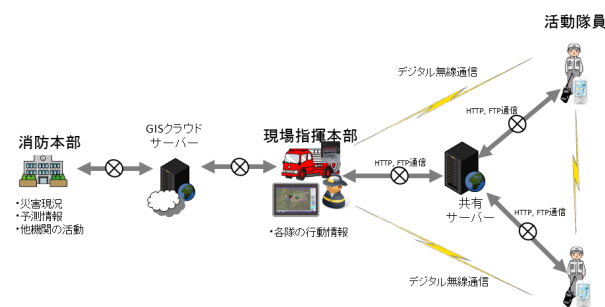 活動隊員
デジタル無線通信
HTTP, FTP通信
GISクラウド
サーバー
現場指揮本部
消防本部
HTTP, FTP通信
・災害現況
・予測情報
・他機関の活動
共有
サーバー
・各隊の行動情報
HTTP, FTP通信
デジタル無線通信